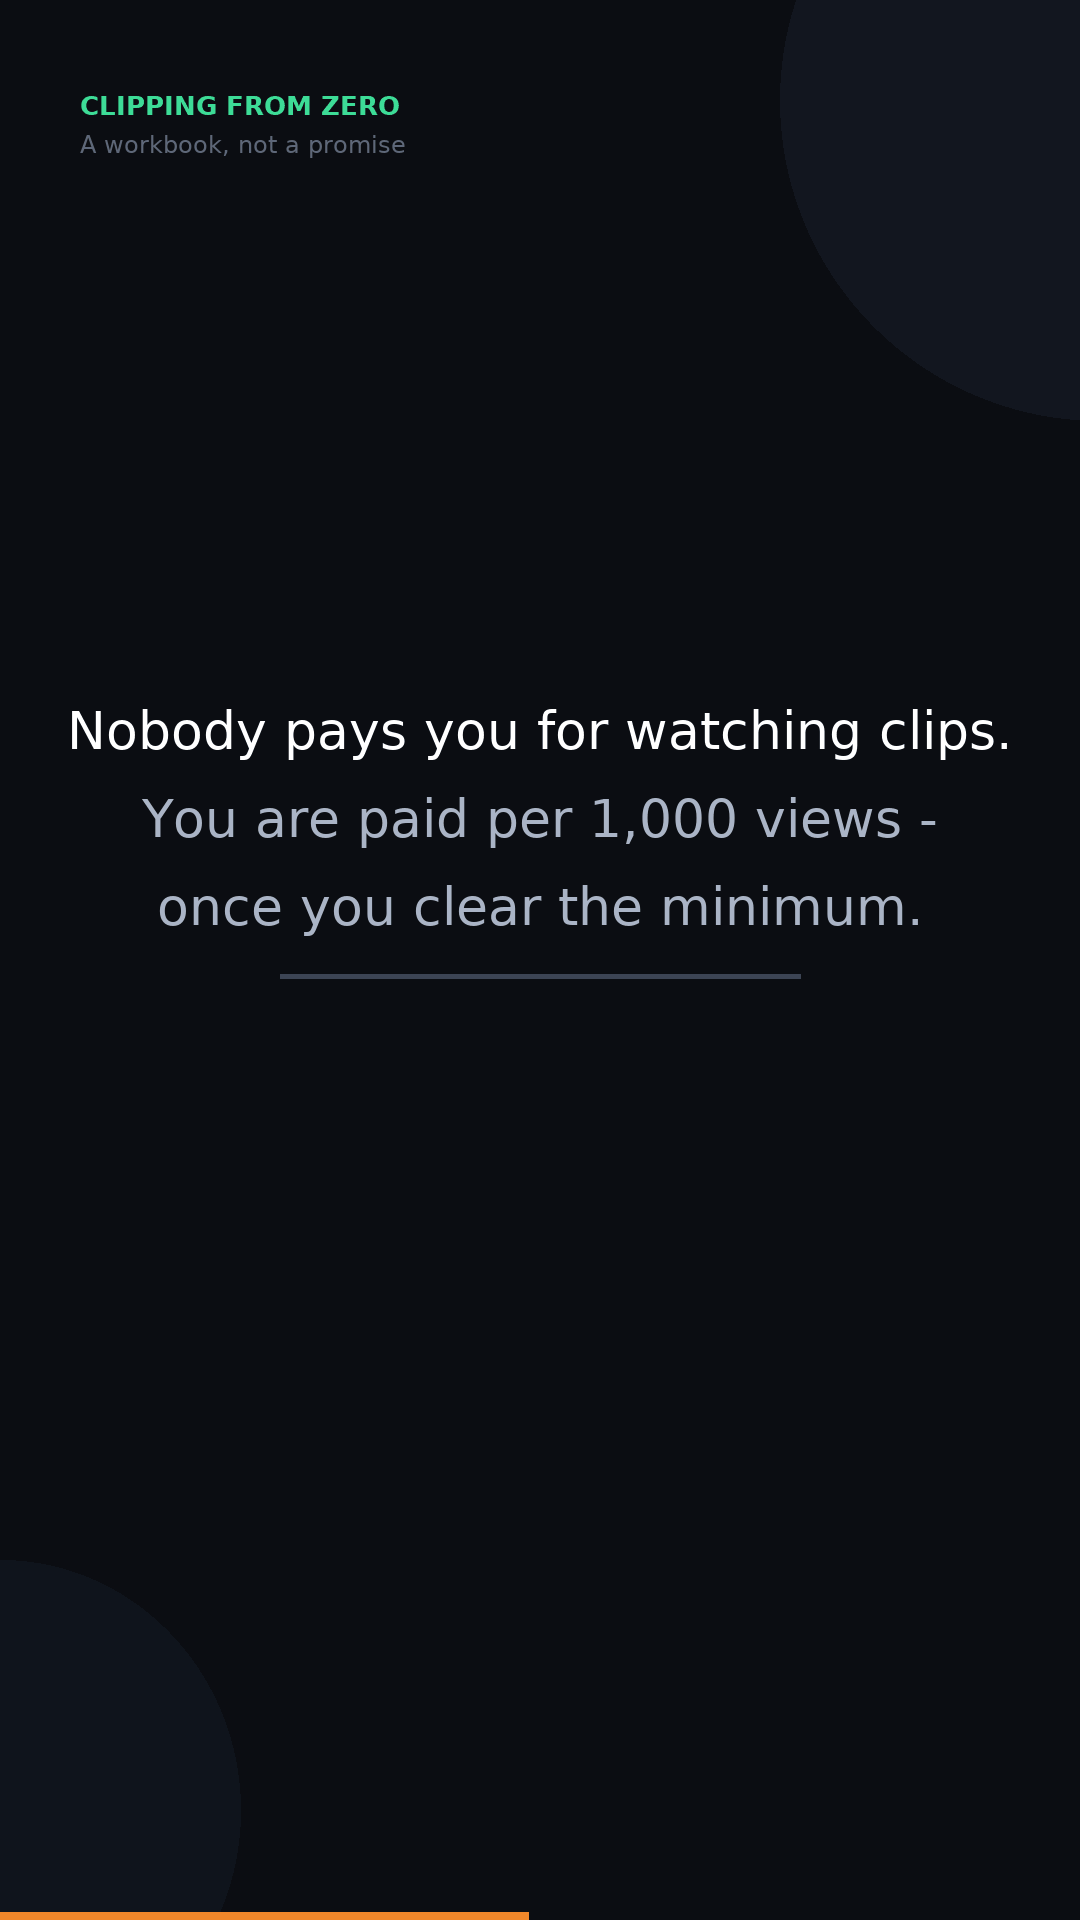 CLIPPING FROM ZERO
A workbook, not a promise
Nobody pays you for watching clips.
You are paid per 1,000 views -
once you clear the minimum.